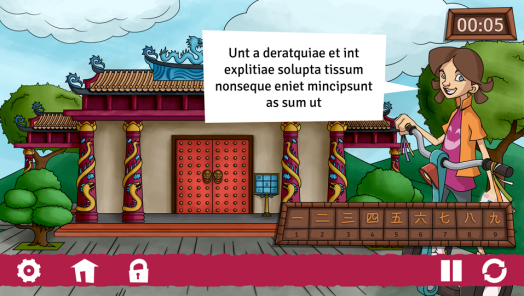 00:05
Unt a deratquiae et int
explitiae solupta tissum
nonseque eniet mincipsunt
as sum ut
一 二 三 四 五 六 七 八 九
1 2 3 4 5 6 7 8 9